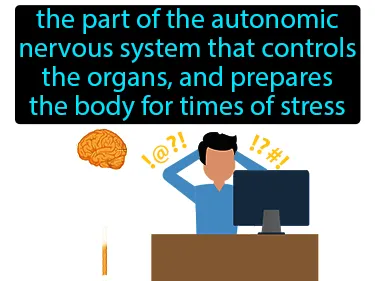 the part of the autonomic
nervous system that controls
the organs, and prepares
the body for times of stress
!@?!
!?#!